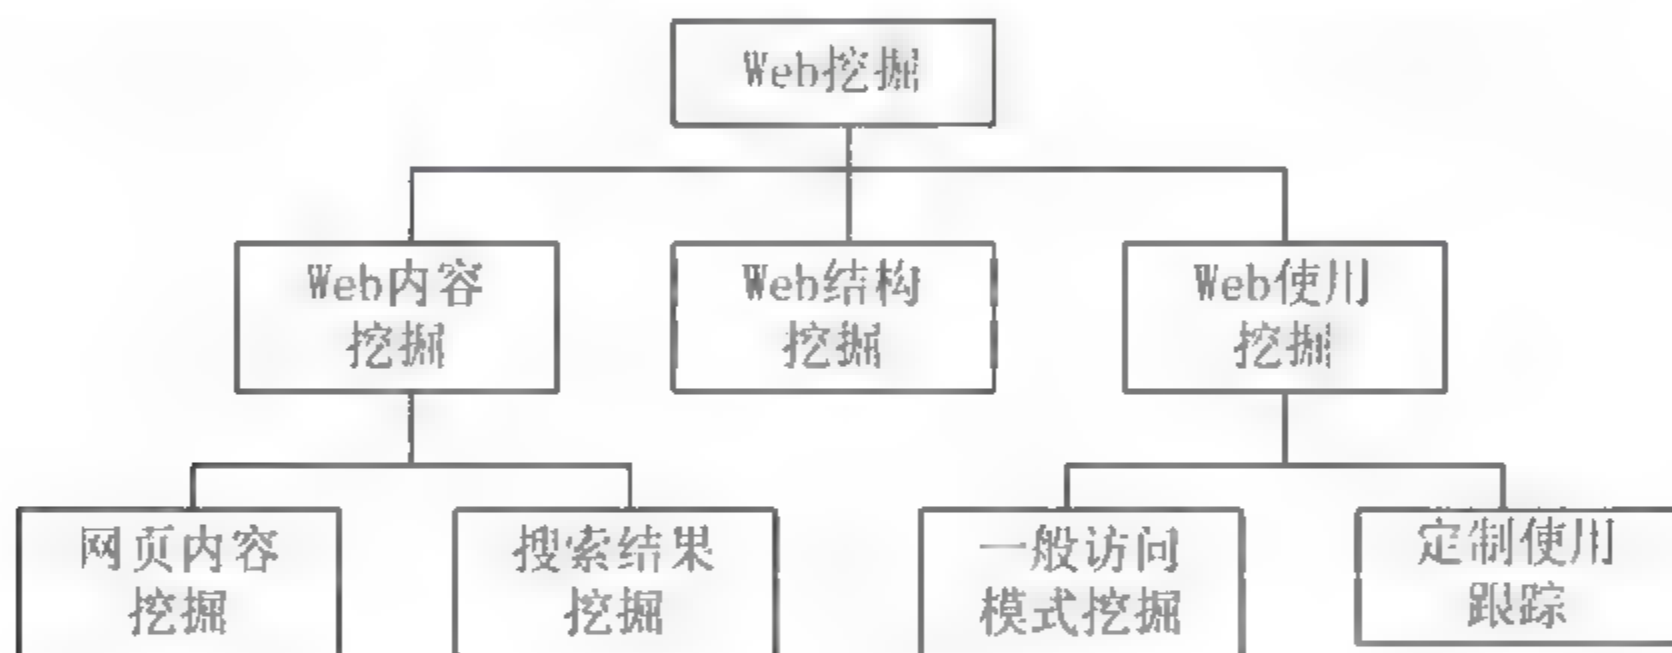 Web挖掘
Web内容
挖掘
Web结构
挖掘
Web使用
挖掘
网页内容
挖掘
搜索结果
挖掘
一般访问
模式挖掘
定制使用
跟踪